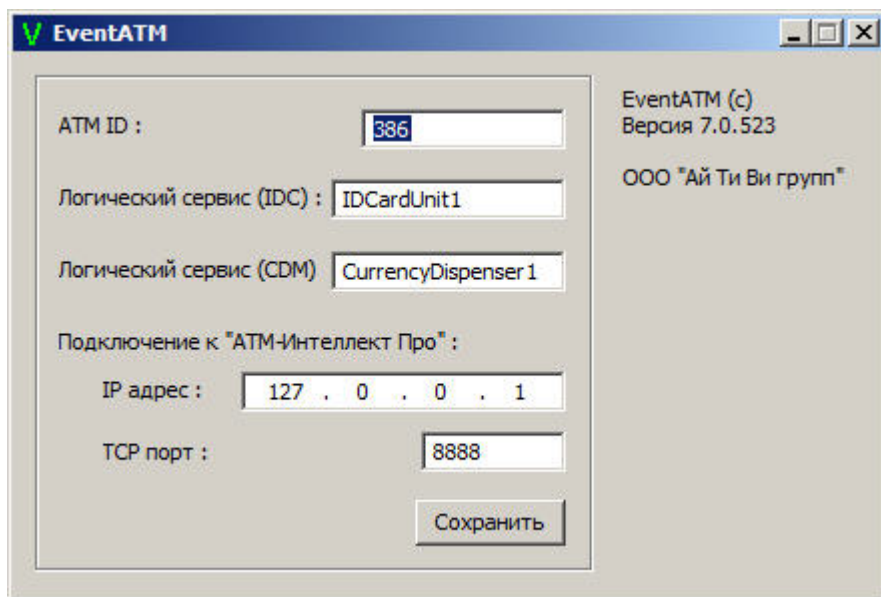 EventATM
ATM ID :
386
Логический сервис (IDC) :
IDCardUnit1
Логический сервис (CDM)
CurrencyDispenser1
Подключение к "АТМ-Интеллект Про" :
IP адрес :
127 . 0 . 0 . 1
TCP порт :
8888
Сохранить
EventATM (c)
Версия 7.0.523
ООО "Ай Ти Ви групп"